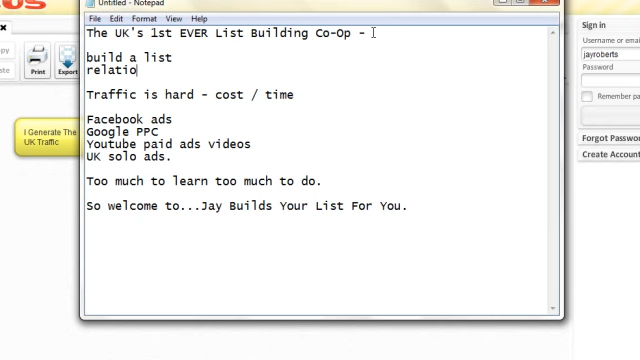 Untitled - Notepad
File Edit Format View Help
The UK's 1st EVER List Building Co-Op -
build a list
relatio
Traffic is hard - cost / time
Facebook ads
Google PPC
Youtube paid ads videos
UK solo ads.
Too much to learn too much to do.
So welcome to...Jay Builds Your List For You.
Print
Export
I Generate The
UK Traffic
Sign in
Username or emai
jayroberts
Password
Remember pa
Forgot Passwor
Create Account